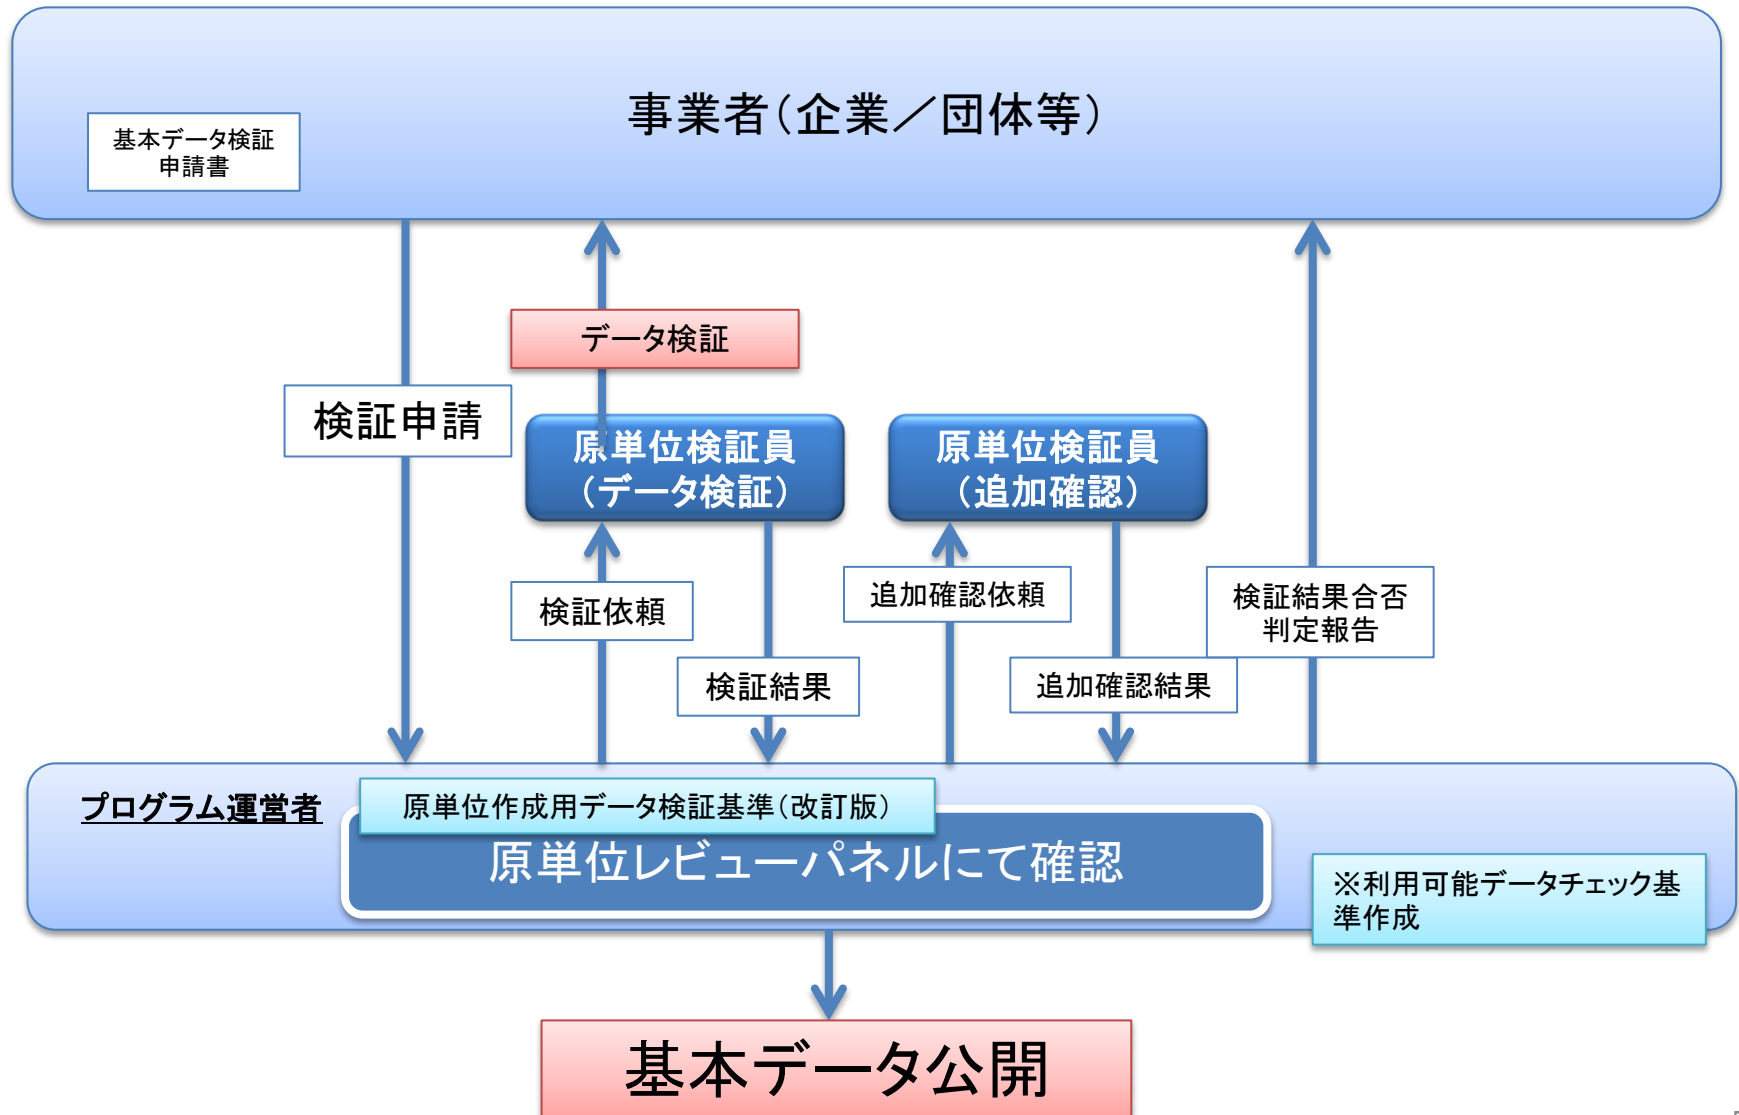 事業者（企業／団体等）
基本データ検証
申請書
データ検証
検証申請
原単位検証員
（データ検証）
原単位検証員
（追加確認）
検証依頼
追加確認依頼
検証結果合否
判定報告
検証結果
追加確認結果
プログラム運営者
原単位作成用データ検証基準（改訂版）
原単位レビューパネルにて確認
※利用可能データチェック基
準作成
基本データ公開